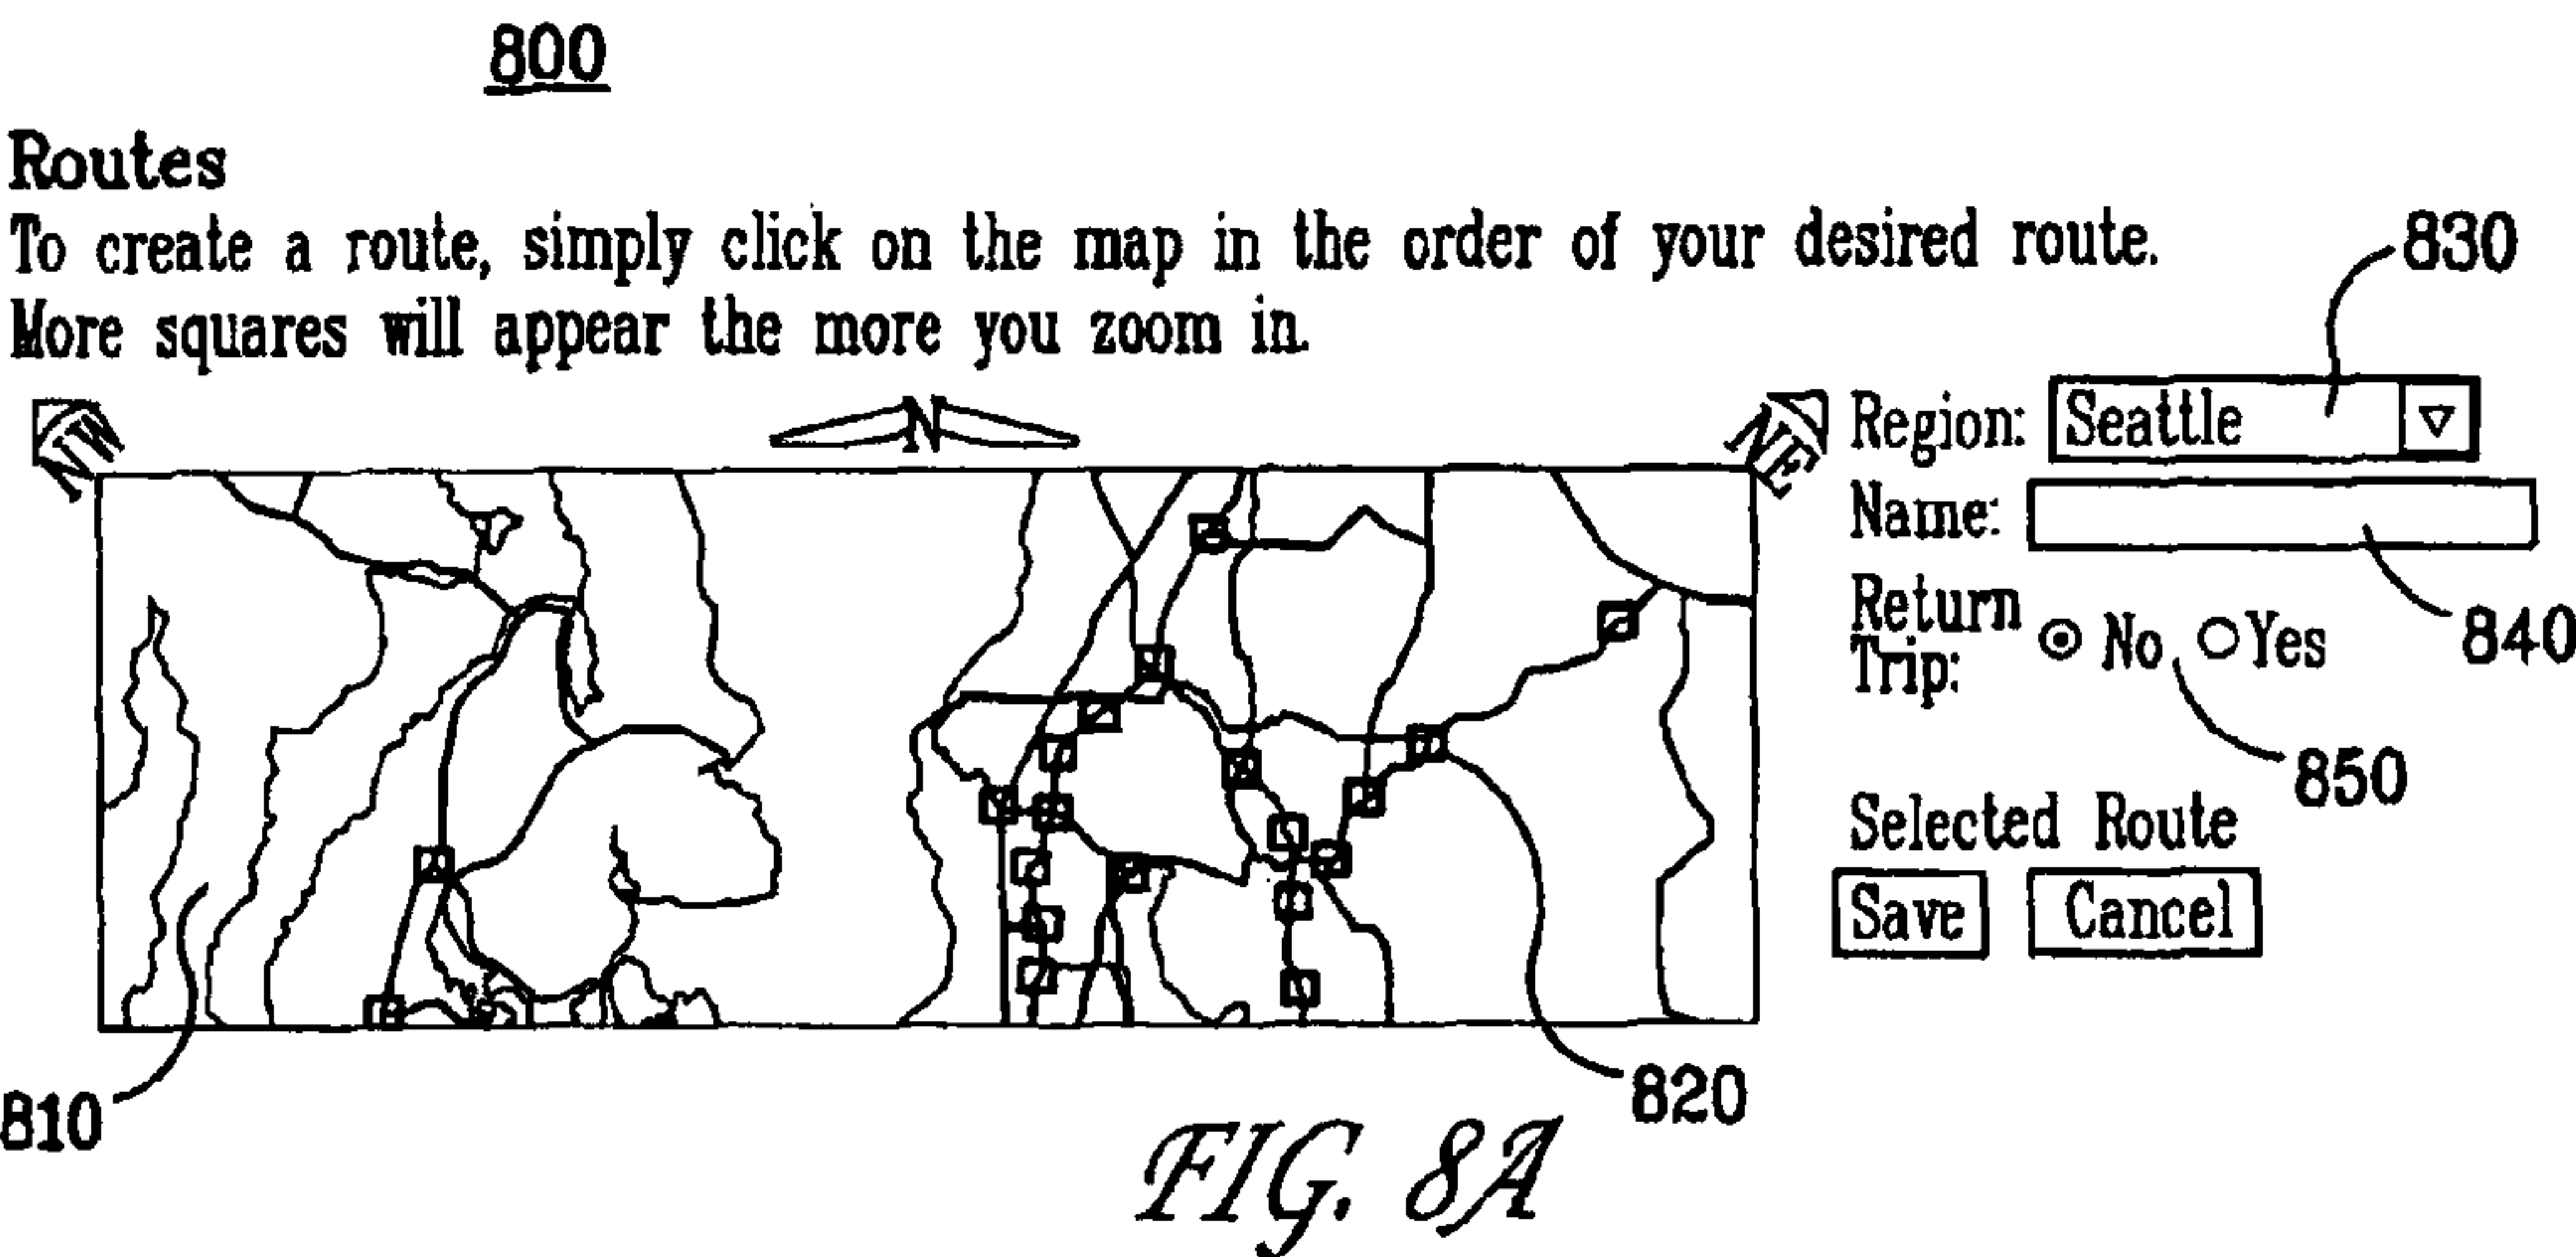 800
Routes
To create a route, simply click on the map in the order of your desired route.
More squares will appear the more you zoom in.
830
NW
N
NE
Region: Seattle
Name:
840
Return Trip: No Yes
850
Selected Route
Save Cancel
810
820
FIG. 8A